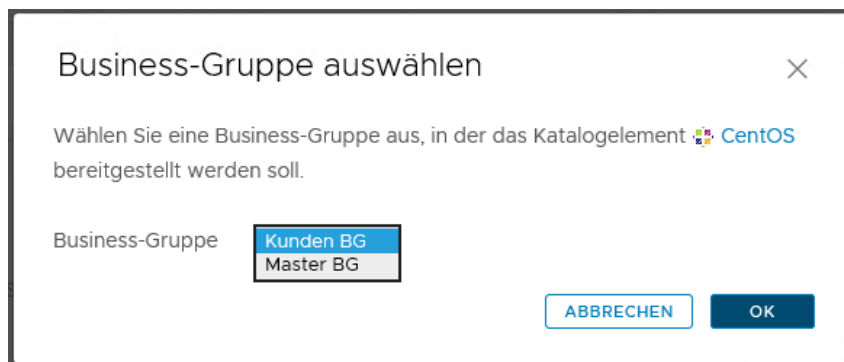 Business-Gruppe auswählen
Wählen Sie eine Business-Gruppe aus, in der das Katalogelement CentOS
bereitgestellt werden soll.
Business-Gruppe Kunden BG
Master BG
ABBRECHEN OK